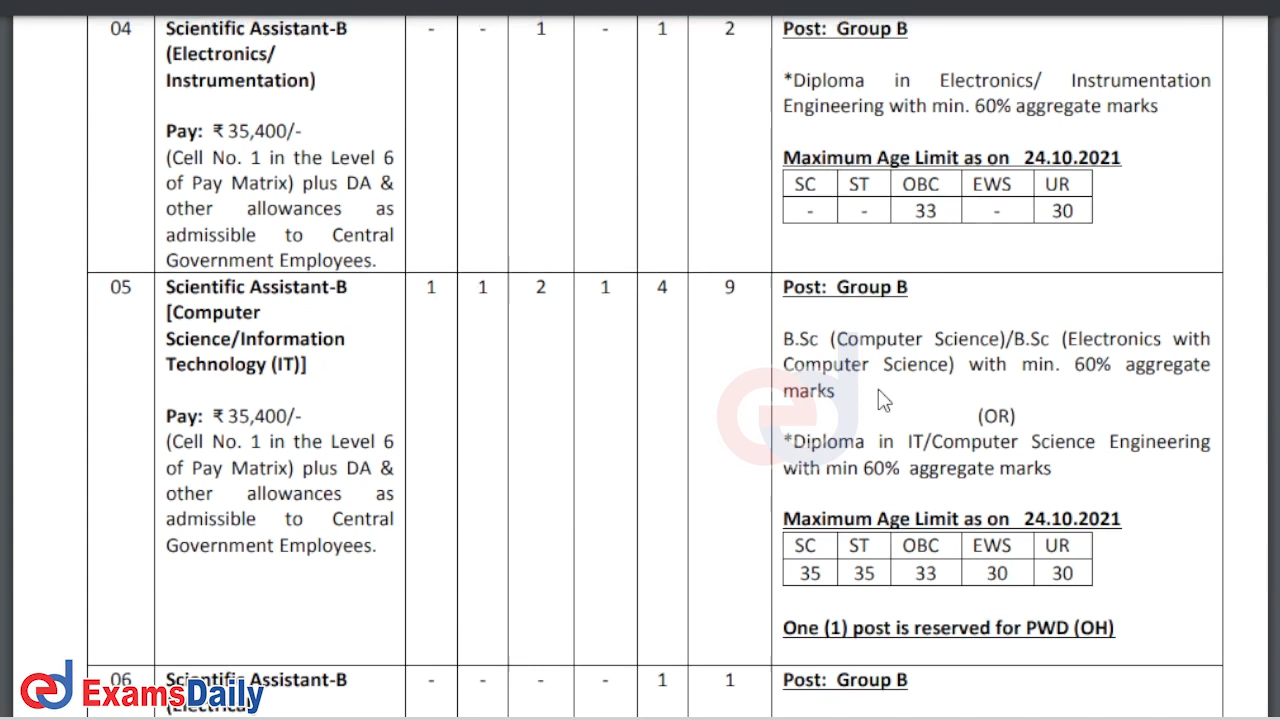 04 Scientific Assistant-B - - 1 - 1 2 Post: Group B
(Electronics/
Instrumentation) *Diploma in Electronics/ Instrumentation
Engineering with min. 60% aggregate marks
Pay: ₹ 35,400/-
(Cell No. 1 in the Level 6 Maximum Age Limit as on 24.10.2021
of Pay Matrix) plus DA & SC ST OBC EWS UR
other allowances as - - 33 - 30
admissible to Central
Government Employees.
05 Scientific Assistant-B 1 1 2 1 4 9 Post: Group B
[Computer
Science/Information B.Sc (Computer Science)/B.Sc (Electronics with
Technology (IT)] Computer Science) with min. 60% aggregate
marks
Pay: ₹ 35,400/- (OR)
(Cell No. 1 in the Level 6 *Diploma in IT/Computer Science Engineering
of Pay Matrix) plus DA & with min 60% aggregate marks
other allowances as
admissible to Central Maximum Age Limit as on 24.10.2021
Government Employees. SC ST OBC EWS UR
35 35 33 30 30
One (1) post is reserved for PWD (OH)
06 Scientific Assistant-B - - - - 1 1 Post: Group B
(Electrical)
ed ExamsDaily
ed